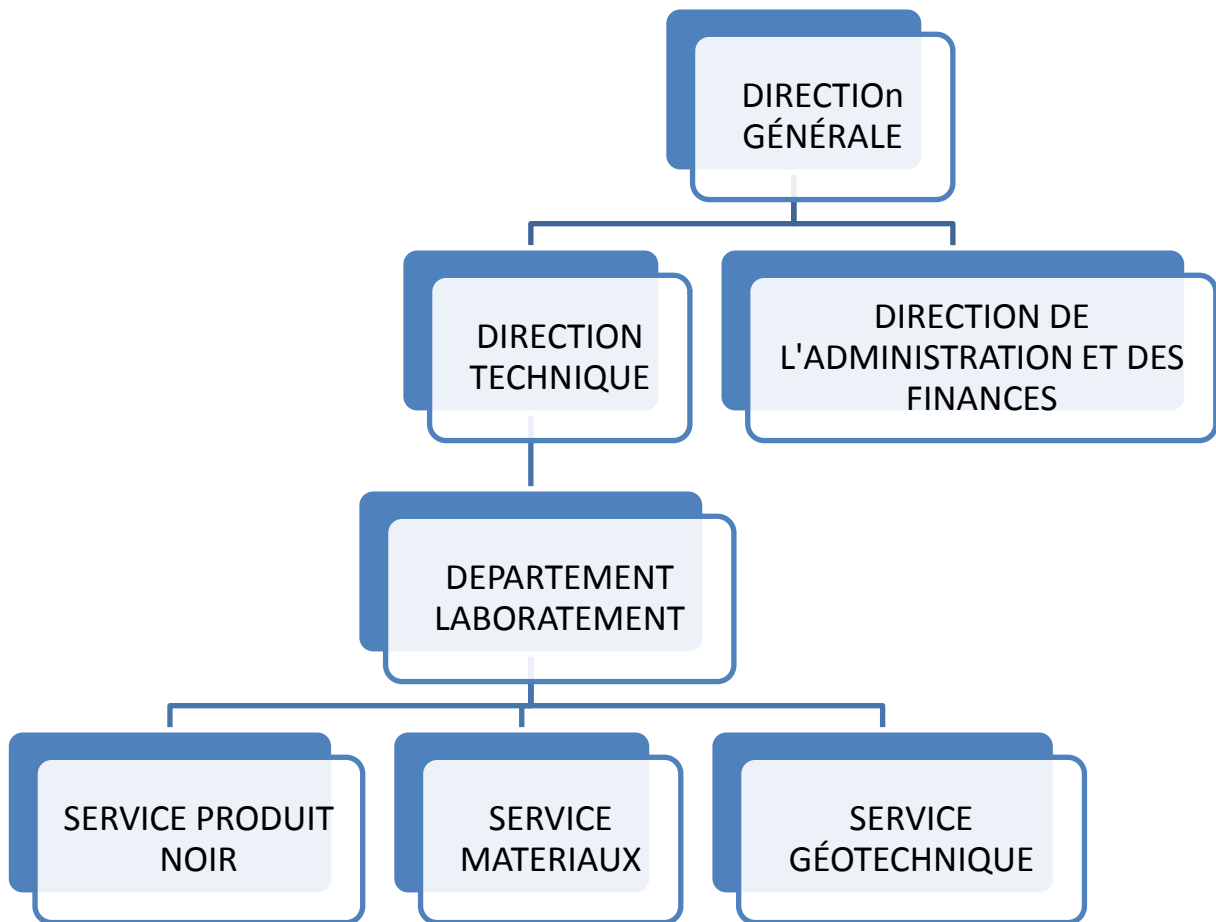 DIRECTIOn
GÉNÉRALE
DIRECTION
TECHNIQUE
DIRECTION DE
L'ADMINISTRATION ET DES
FINANCES
DEPARTEMENT
LABORATEMENT
SERVICE PRODUIT
NOIR
SERVICE
MATERIAUX
SERVICE
GÉOTECHNIQUE